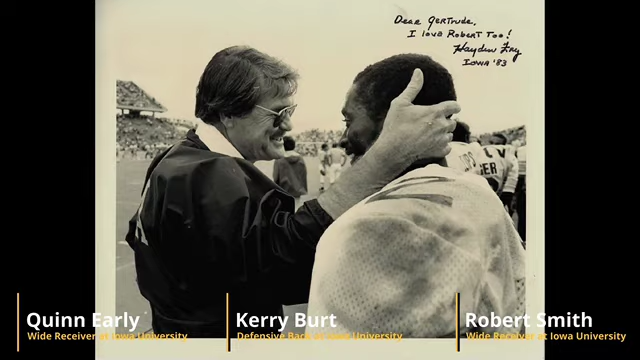 Dear Gertrude,
I love Robert Too!
Hayden Fry
Iowa '83
Quinn Early
Wide Receiver at Iowa University
Kerry Burt
Defensive Back at Iowa University
Robert Smith
Wide Receiver at Iowa University